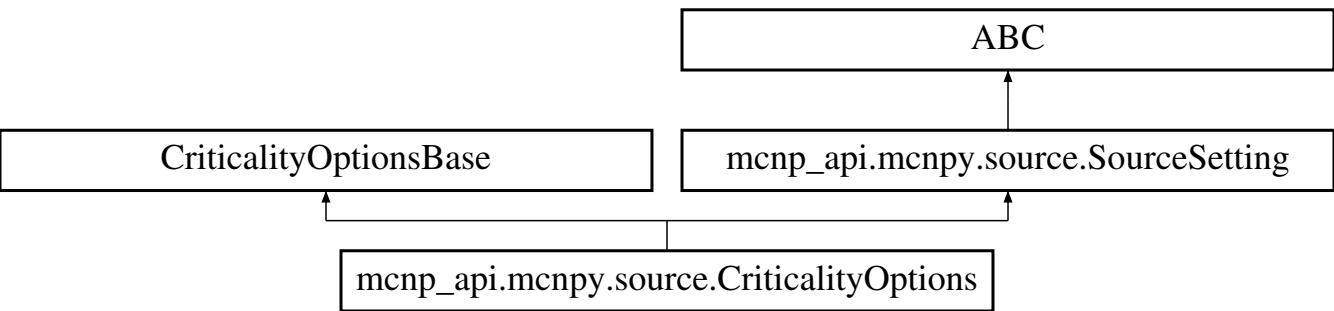 ABC
CriticalityOptionsBase
mcnp_api.mcnpy.source.SourceSetting
mcnp_api.mcnpy.source.CriticalityOptions